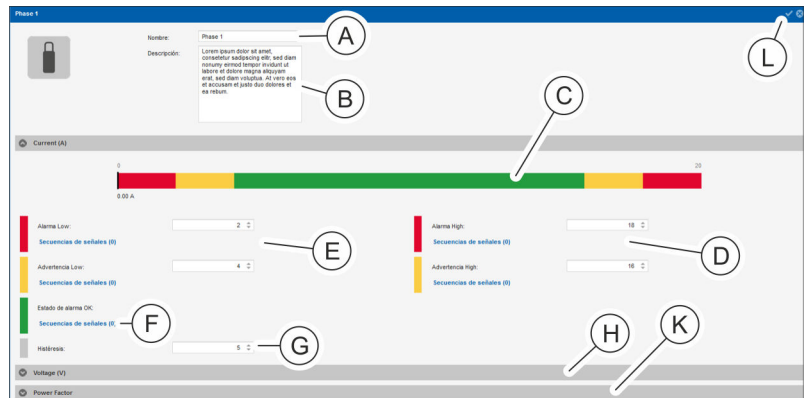 Phase 1
Nombre: Phase 1
A
Descripción: Lorem ipsum dolor sit amet,
consetetur sadipscing elitr, sed diam
nonumy eirmod tempor invidunt ut
labore et dolore magna aliquyam
erat, sed diam voluptua. At vero eos
et accusam et justo duo dolores et
ea rebum.
B
L
C
Current (A)
0
20
0.00 A
Alarma Low: 2
Secuencias de señales (0)
E
Alarma High: 18
Secuencias de señales (0)
D
Advertencia Low: 4
Secuencias de señales (0)
Advertencia High: 16
Secuencias de señales (0)
Estado de alarma OK:
Secuencias de señales (0)
F
Histéresis: 5
G
H
K
Voltage (V)
Power Factor